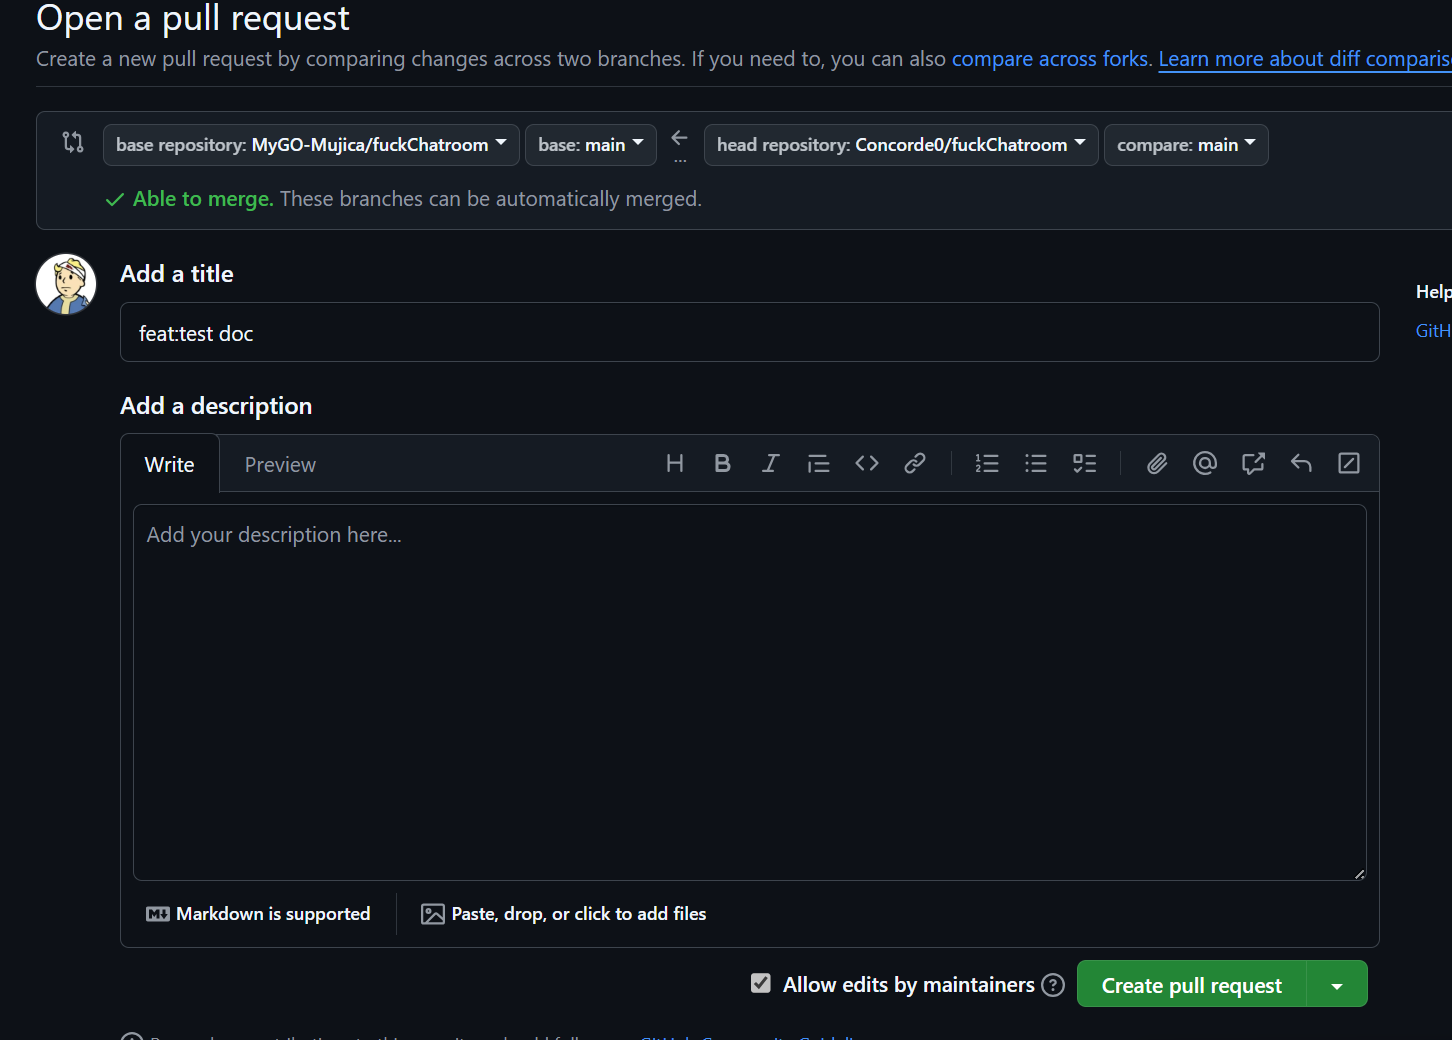 Open a pull request
Create a new pull request by comparing changes across two branches. If you need to, you can also compare across forks. Learn more about diff
base repository: MyGO-Mujica/fuckChatroom base: main ... head repository: Concorde0/fuckChatroom compare: main
Able to merge. These branches can be automatically merged.
Add a title
Help
feat:test doc
GitH
Add a description
Write Preview
Add your description here...
Markdown is supported Paste, drop, or click to add files
Allow edits by maintainers Create pull request